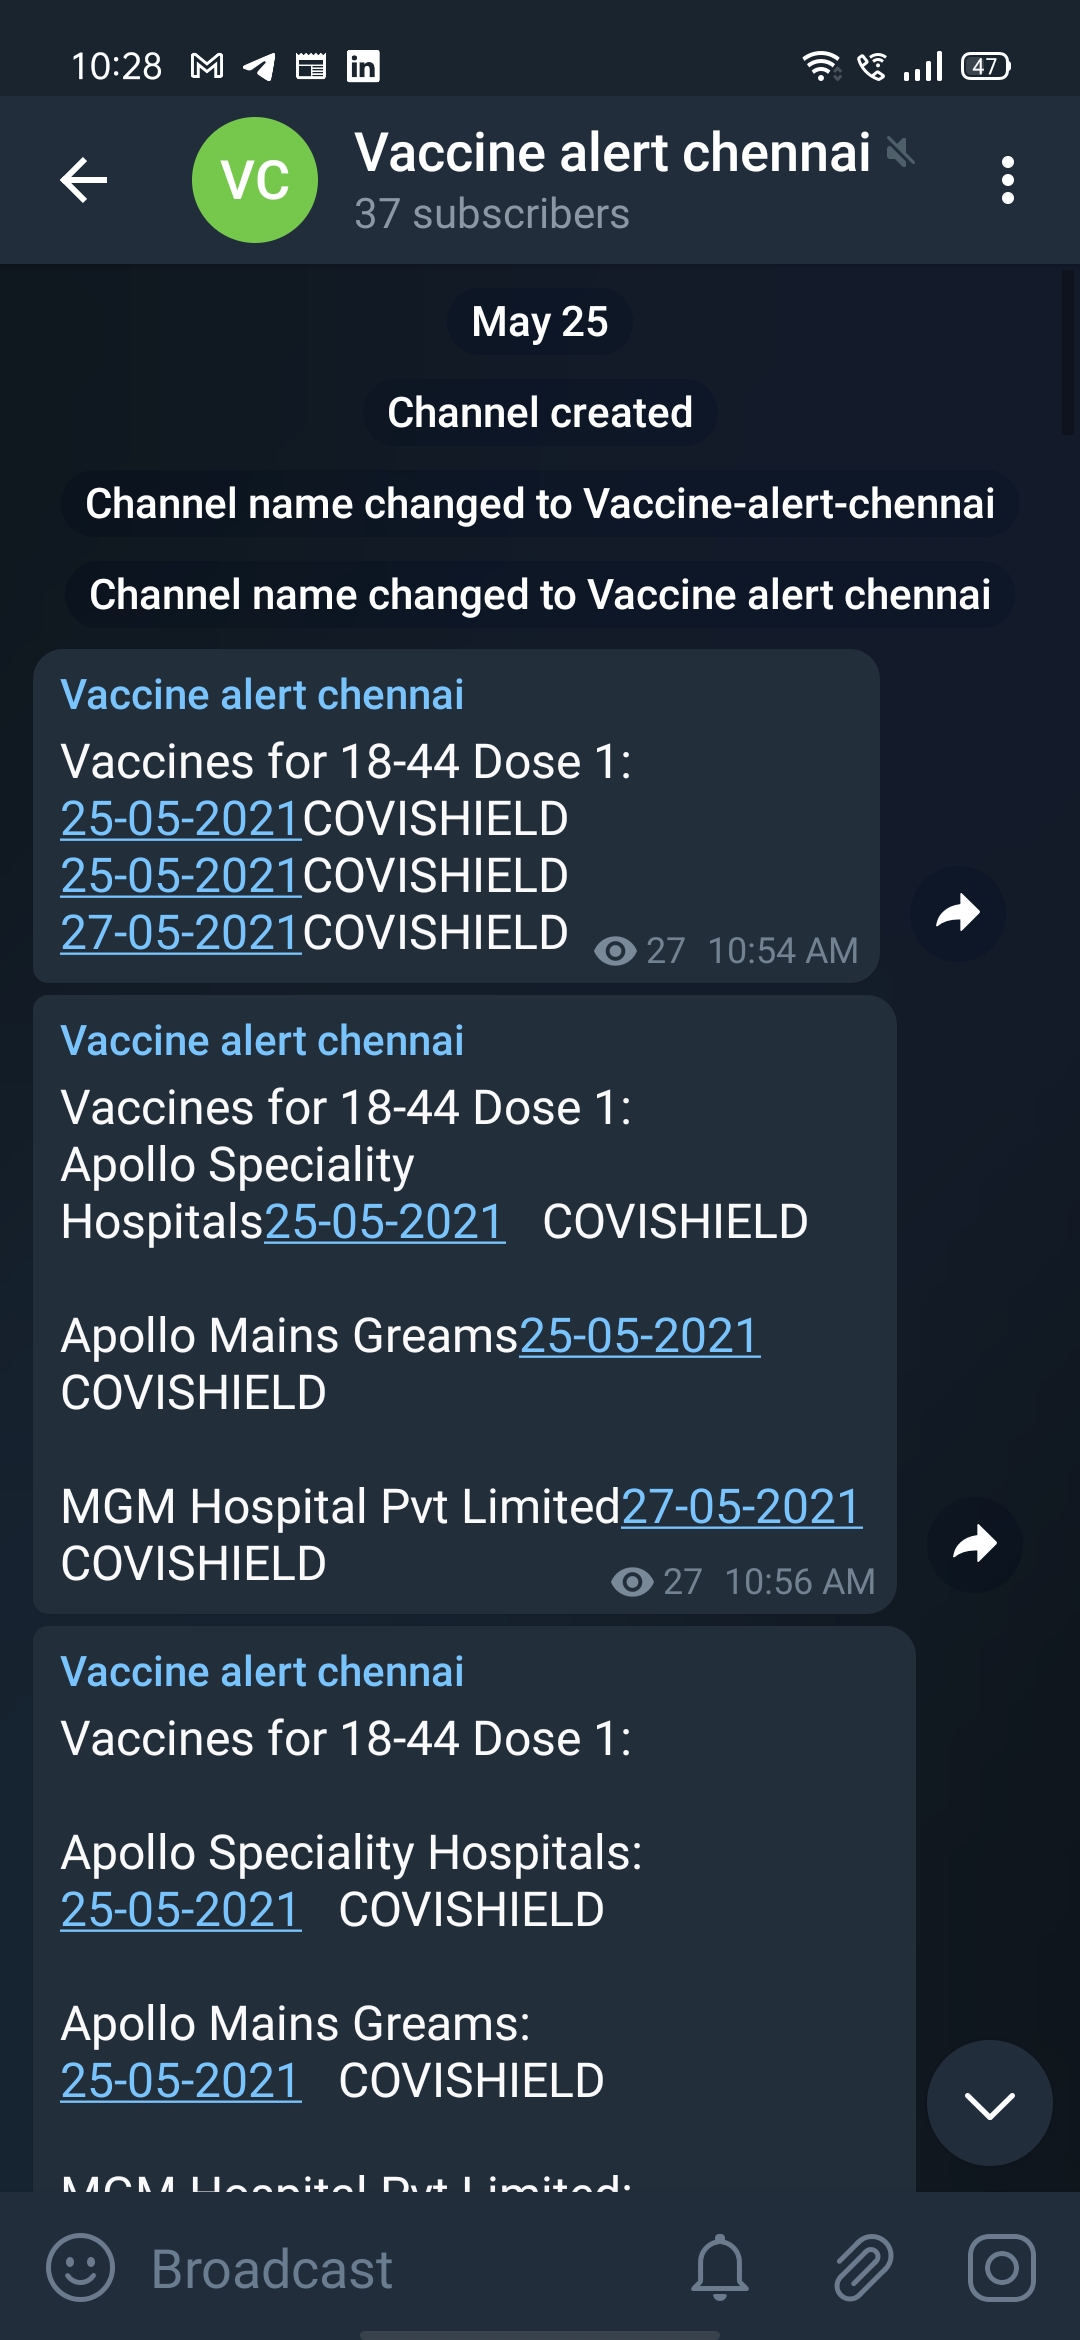 10:28
47
VC
Vaccine alert chennai
37 subscribers
May 25
Channel created
Channel name changed to Vaccine-alert-chennai
Channel name changed to Vaccine alert chennai
Vaccine alert chennai
Vaccines for 18-44 Dose 1:
25-05-2021COVISHIELD
25-05-2021COVISHIELD
27-05-2021COVISHIELD
27 10:54 AM
Vaccine alert chennai
Vaccines for 18-44 Dose 1:
Apollo Speciality
Hospitals25-05-2021 COVISHIELD
Apollo Mains Greams25-05-2021
COVISHIELD
MGM Hospital Pvt Limited27-05-2021
COVISHIELD
27 10:56 AM
Vaccine alert chennai
Vaccines for 18-44 Dose 1:
Apollo Speciality Hospitals:
25-05-2021 COVISHIELD
Apollo Mains Greams:
25-05-2021 COVISHIELD
MGM Hospital Pvt Limited:
Broadcast